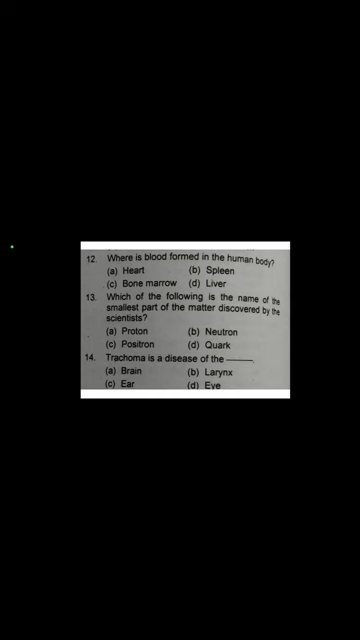 12. Where is blood formed in the human body?
(a) Heart (b) Spleen
(c) Bone marrow (d) Liver
13. Which of the following is the name of the
smallest part of the matter discovered by the
scientists?
(a) Proton (b) Neutron
(c) Positron (d) Quark
14. Trachoma is a disease of the ———.
(a) Brain (b) Larynx
(c) Ear (d) Eye